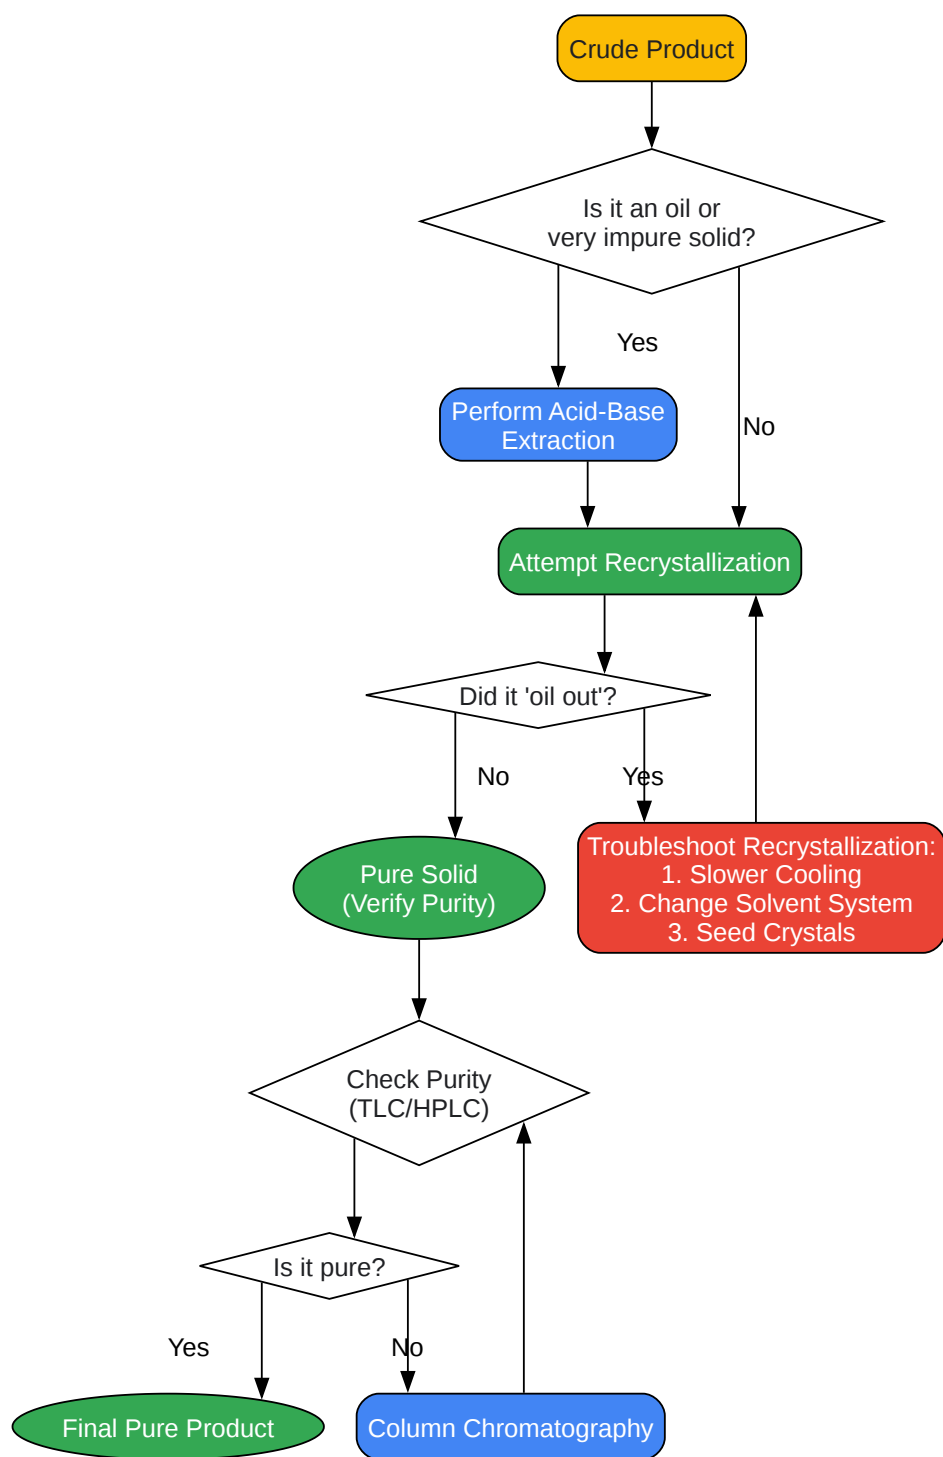 Crude Product
Is it an oil or
very impure solid?
Yes
Perform Acid-Base
Extraction
No
Attempt Recrystallization
Did it 'oil out'?
No
Yes
Pure Solid
(Verify Purity)
Troubleshoot Recrystallization:
1. Slower Cooling
2. Change Solvent System
3. Seed Crystals
Check Purity
(TLC/HPLC)
Is it pure?
Yes
No
Final Pure Product
Column Chromatography